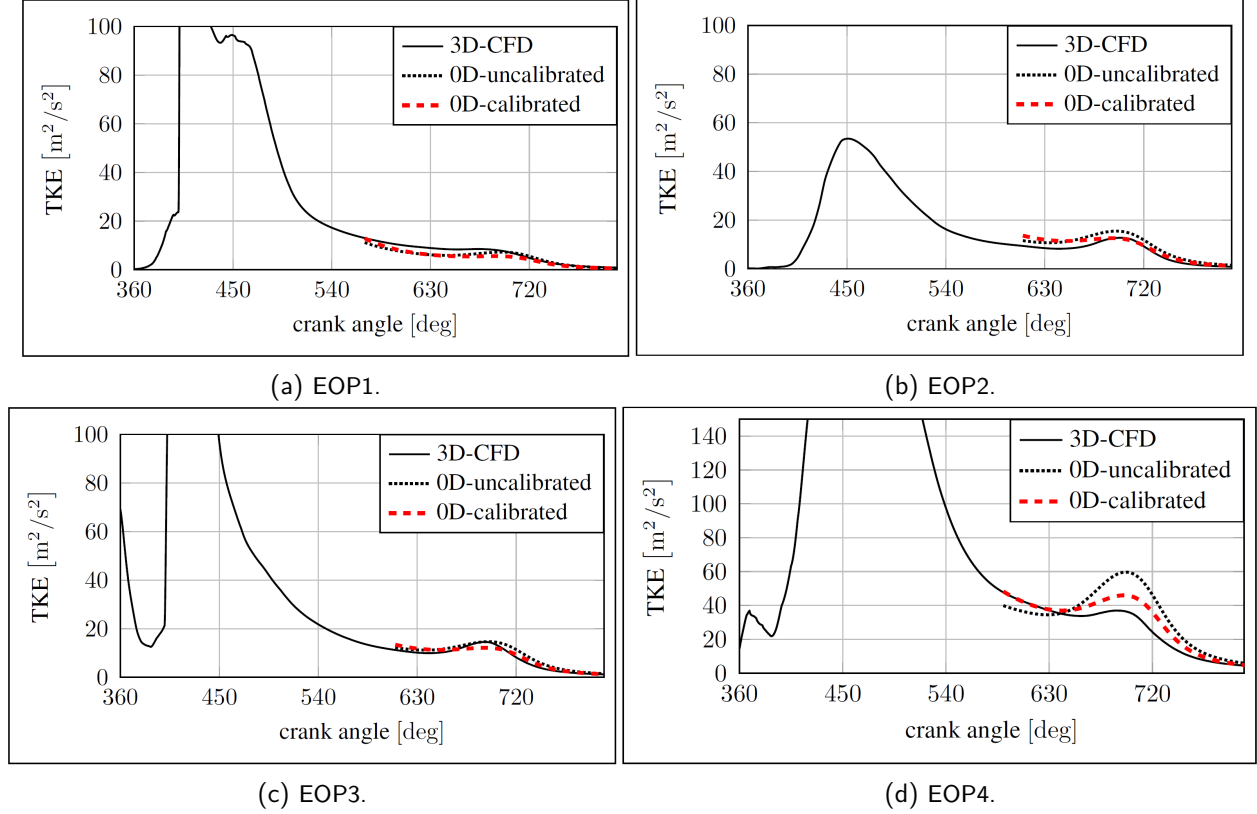 100
80
60
40
20
0
TKE [m²/s²]
3D-CFD
0D-uncalibrated
0D-calibrated
360 450 540 630 720
crank angle [deg]
(a) EOP1.
100
80
60
40
20
0
TKE [m²/s²]
3D-CFD
0D-uncalibrated
0D-calibrated
360 450 540 630 720
crank angle [deg]
(b) EOP2.
100
80
60
40
20
0
TKE [m²/s²]
3D-CFD
0D-uncalibrated
0D-calibrated
360 450 540 630 720
crank angle [deg]
(c) EOP3.
140
120
100
80
60
40
20
0
TKE [m²/s²]
3D-CFD
0D-uncalibrated
0D-calibrated
360 450 540 630 720
crank angle [deg]
(d) EOP4.